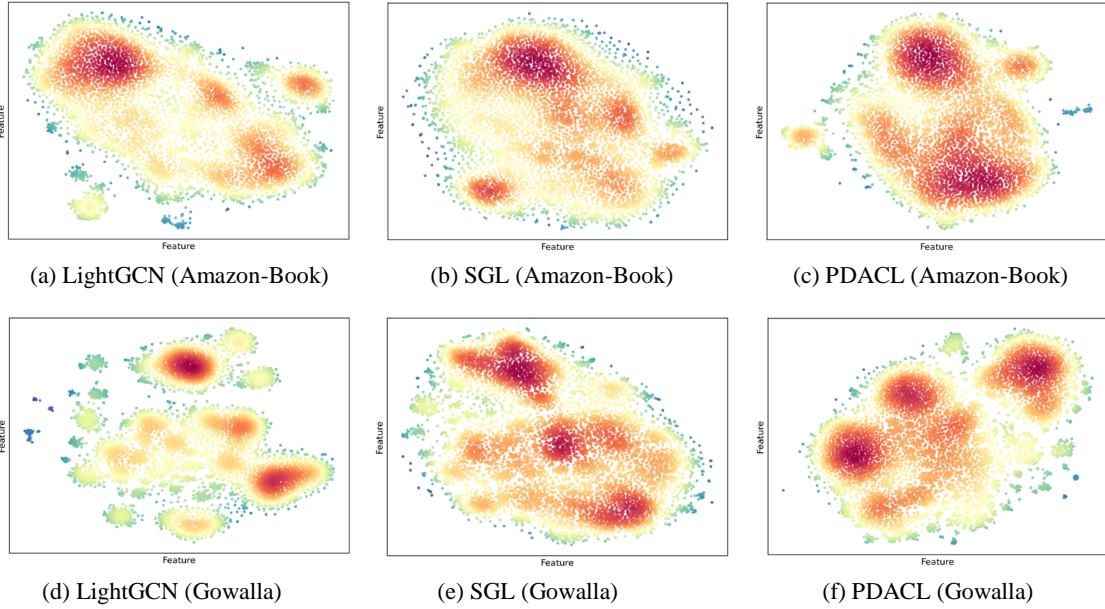 Feature
Feature
Feature
Feature
Feature
Feature
(a) LightGCN (Amazon-Book)
(b) SGL (Amazon-Book)
(c) PDACL (Amazon-Book)
Feature
Feature
Feature
Feature
Feature
Feature
(d) LightGCN (Gowalla)
(e) SGL (Gowalla)
(f) PDACL (Gowalla)